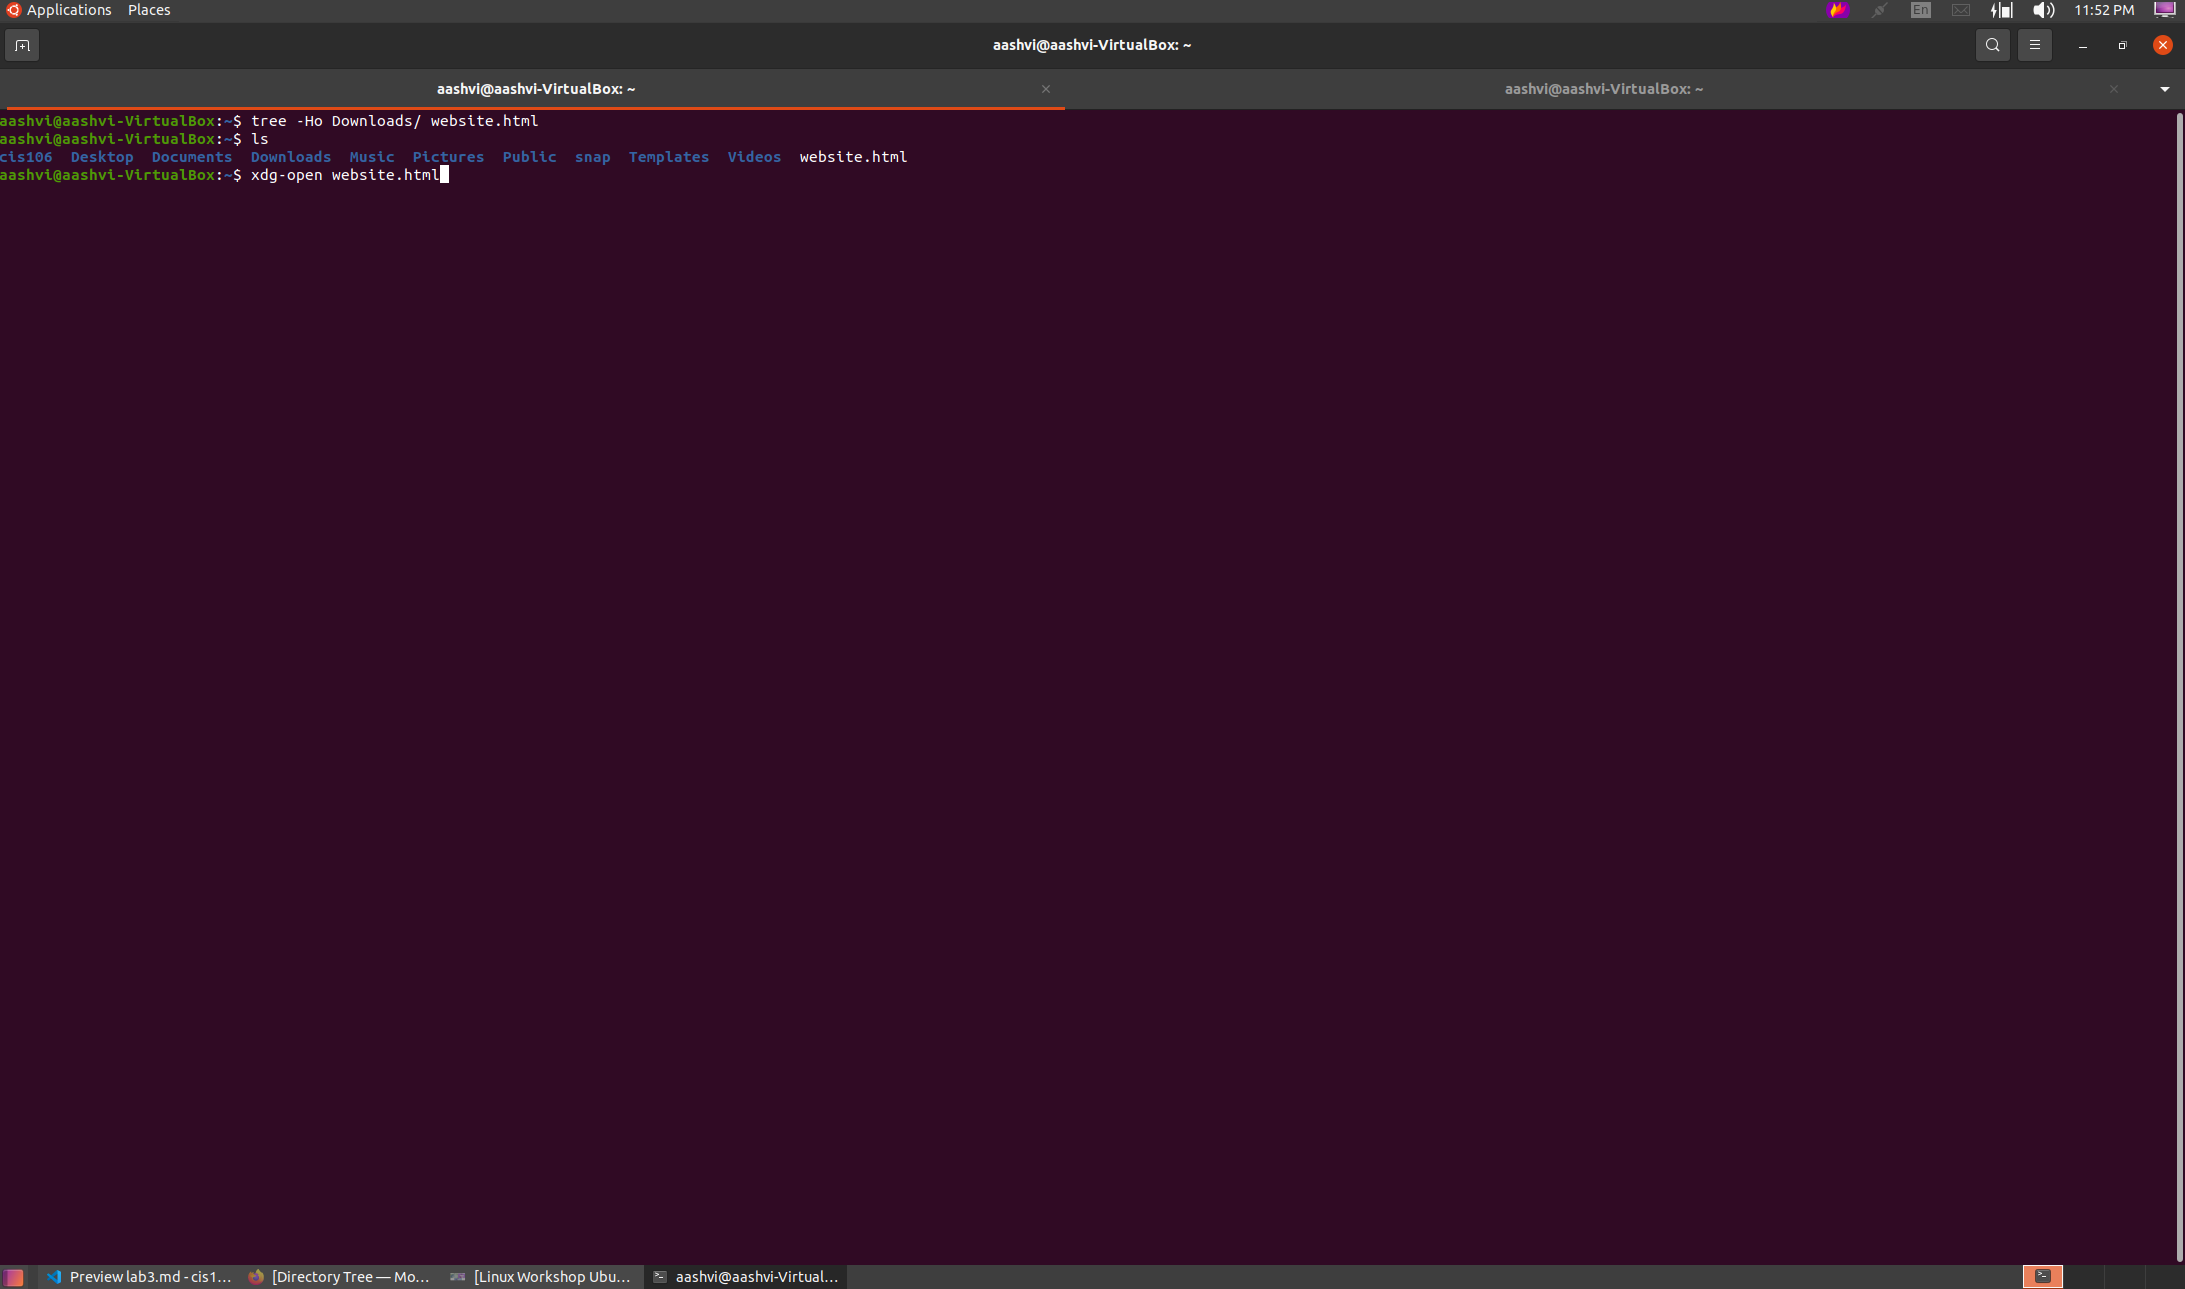 Applications Places En 11:52 PM
aashvi@aashvi-VirtualBox: ~
aashvi@aashvi-VirtualBox: ~ aashvi@aashvi-VirtualBox: ~
aashvi@aashvi-VirtualBox:~$ tree -Ho Downloads/ website.html
aashvi@aashvi-VirtualBox:~$ ls
cis106 Desktop Documents Downloads Music Pictures Public snap Templates Videos website.html
aashvi@aashvi-VirtualBox:~$ xdg-open website.html
Preview lab3.md - cis1... [Directory Tree — Mo... [Linux Workshop Ubu... aashvi@aashvi-Virtual...